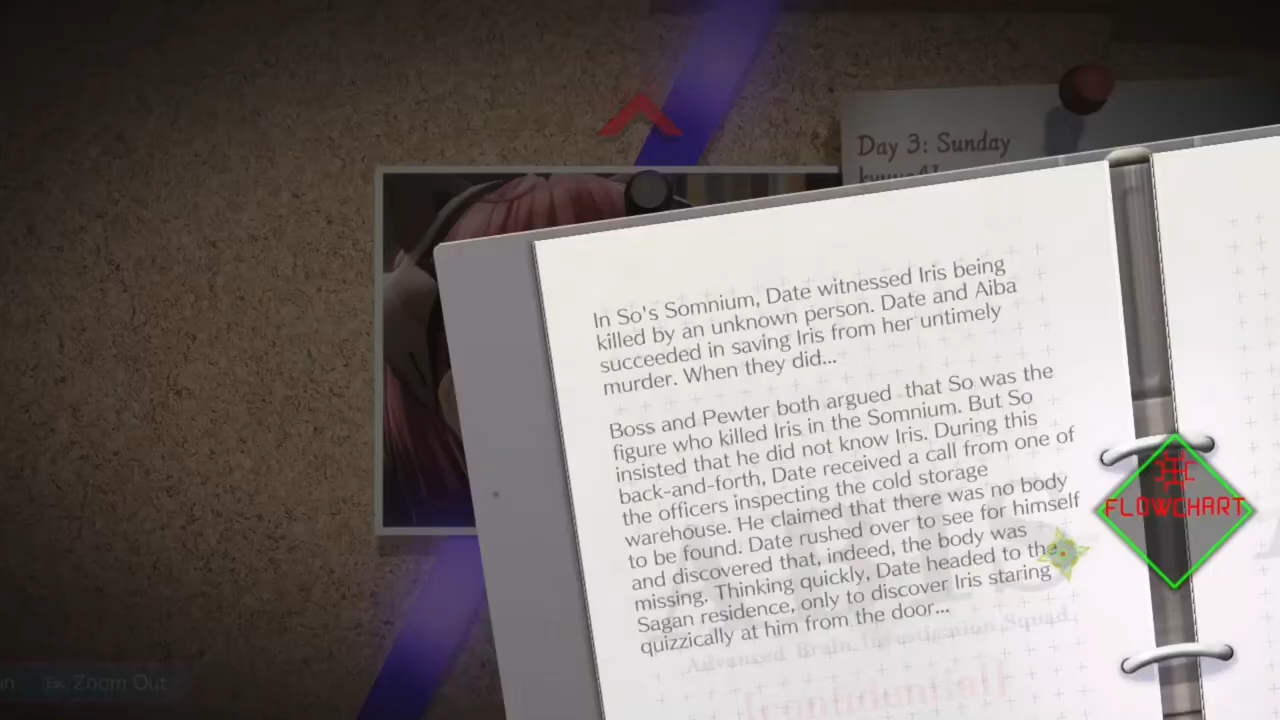 Day 3: Sunday
In So's Somnium, Date witnessed Iris being
killed by an unknown person. Date and Aiba
succeeded in saving Iris from her untimely
murder. When they did...
Boss and Pewter both argued that So was the
figure who killed Iris in the Somnium. But So
insisted that he did not know Iris. During this
back-and-forth, Date received a call from one of
the officers inspecting the cold storage
warehouse. He claimed that there was no body
to be found. Date rushed over to see for himself
and discovered that, indeed, the body was
missing. Thinking quickly, Date headed to the
Sagan residence, only to discover Iris staring
quizzically at him from the door...
FLOWCHART
Advanced Brain Investigation Squad
[confidential]
Zoom Out